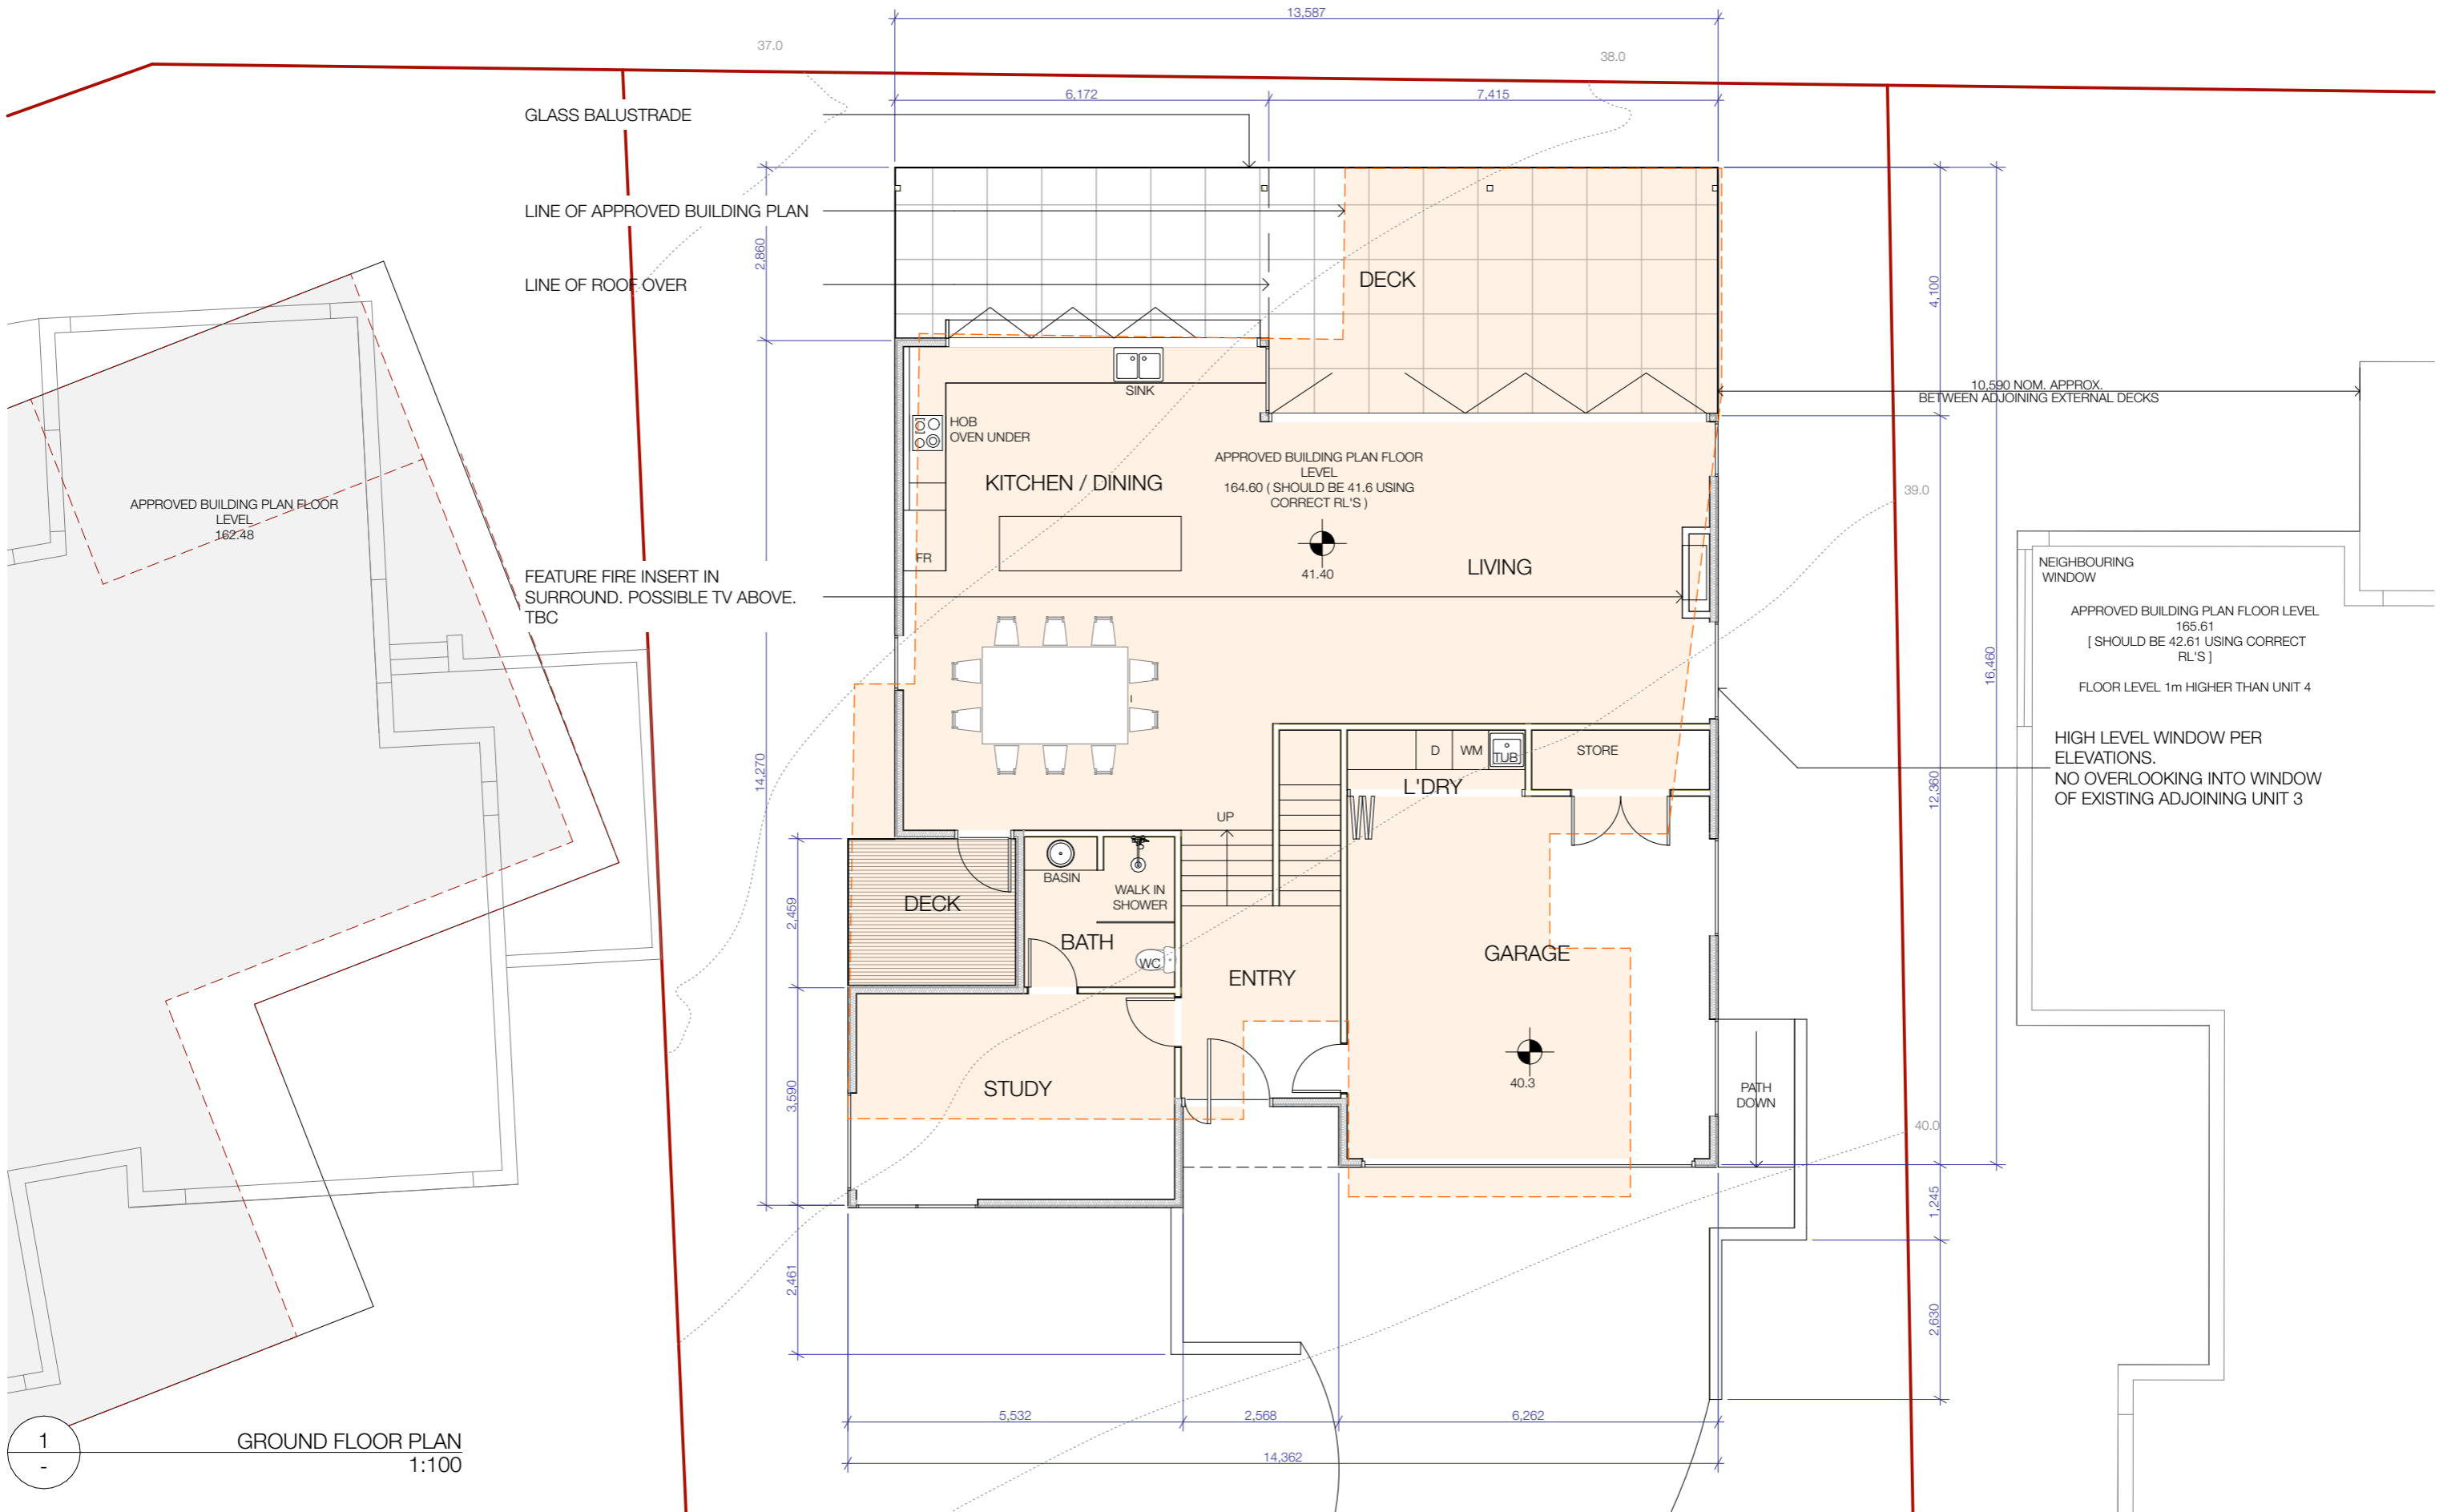 13,587
37.0
38.0
6,172
7,415
GLASS BALUSTRADE
LINE OF APPROVED BUILDING PLAN
2,860
LINE OF ROOF OVER
DECK
4,100
SINK
10,590 NOM. APPROX.
BETWEEN ADJOINING EXTERNAL DECKS
HOB
OVEN UNDER
APPROVED BUILDING PLAN FLOOR
LEVEL
164.60 ( SHOULD BE 41.6 USING
CORRECT RL'S )
KITCHEN / DINING
39.0
APPROVED BUILDING PLAN FLOOR
LEVEL
162.48
FR
41.40
LIVING
FEATURE FIRE INSERT IN
SURROUND. POSSIBLE TV ABOVE.
TBC
NEIGHBOURING
WINDOW
APPROVED BUILDING PLAN FLOOR LEVEL
165.61
[ SHOULD BE 42.61 USING CORRECT
RL'S ]
FLOOR LEVEL 1m HIGHER THAN UNIT 4
16,460
14,270
12,360
HIGH LEVEL WINDOW PER
ELEVATIONS.
NO OVERLOOKING INTO WINDOW
OF EXISTING ADJOINING UNIT 3
D
WM
TUB
STORE
L'DRY
UP
BASIN
WALK IN
SHOWER
DECK
2,459
BATH
WC
ENTRY
GARAGE
40.3
STUDY
3,590
PATH
DOWN
40.0
1,245
2,461
2,630
5,532
2,568
6,262
14,362
1
-
GROUND FLOOR PLAN
1:100